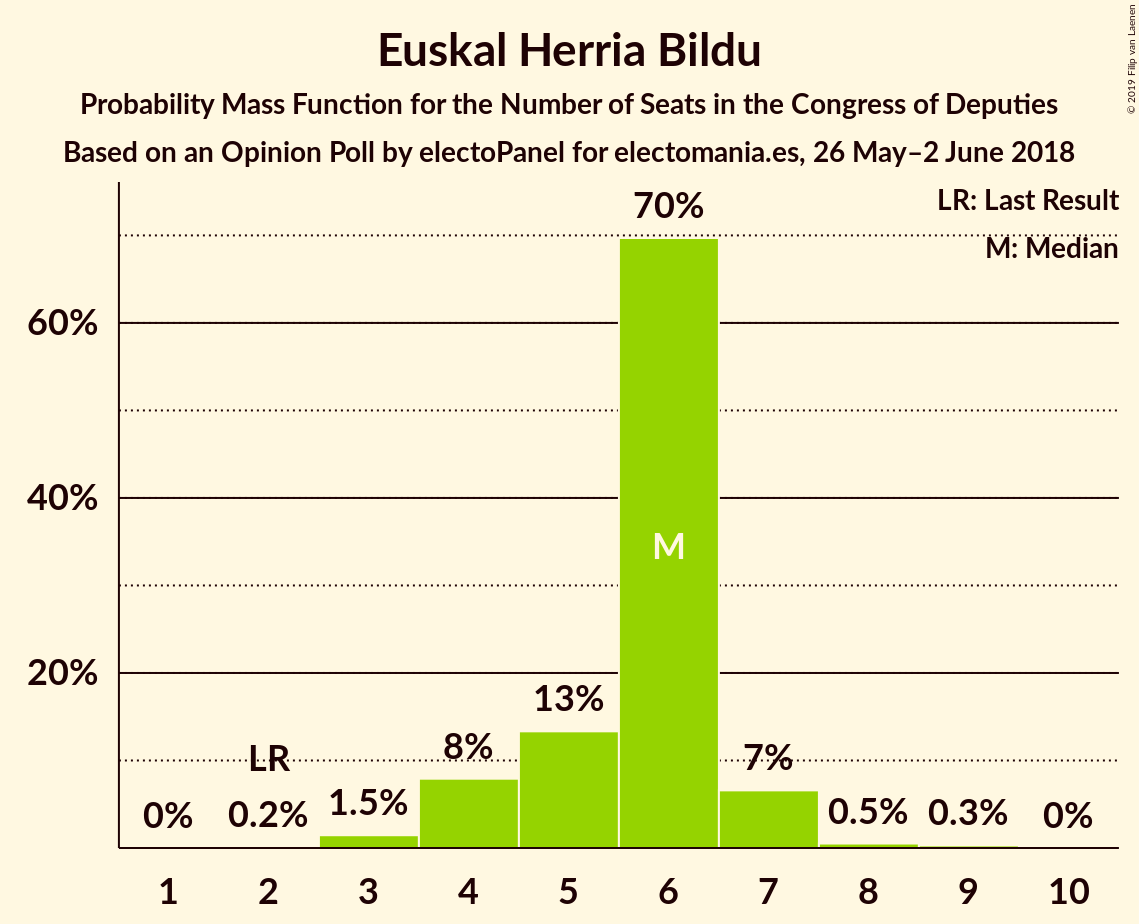 Euskal Herria Bildu
Probability Mass Function for the Number of Seats in the Congress of Deputies
Based on an Opinion Poll by electoPanel for electomania.es, 26 May–2 June 2018
© 2019 Filip van Laenen
LR: Last Result
M: Median
60%
40%
20%
0%
LR
0.2%
1.5%
8%
13%
70%
M
7%
0.5%
0.3%
0%
1 2 3 4 5 6 7 8 9 10